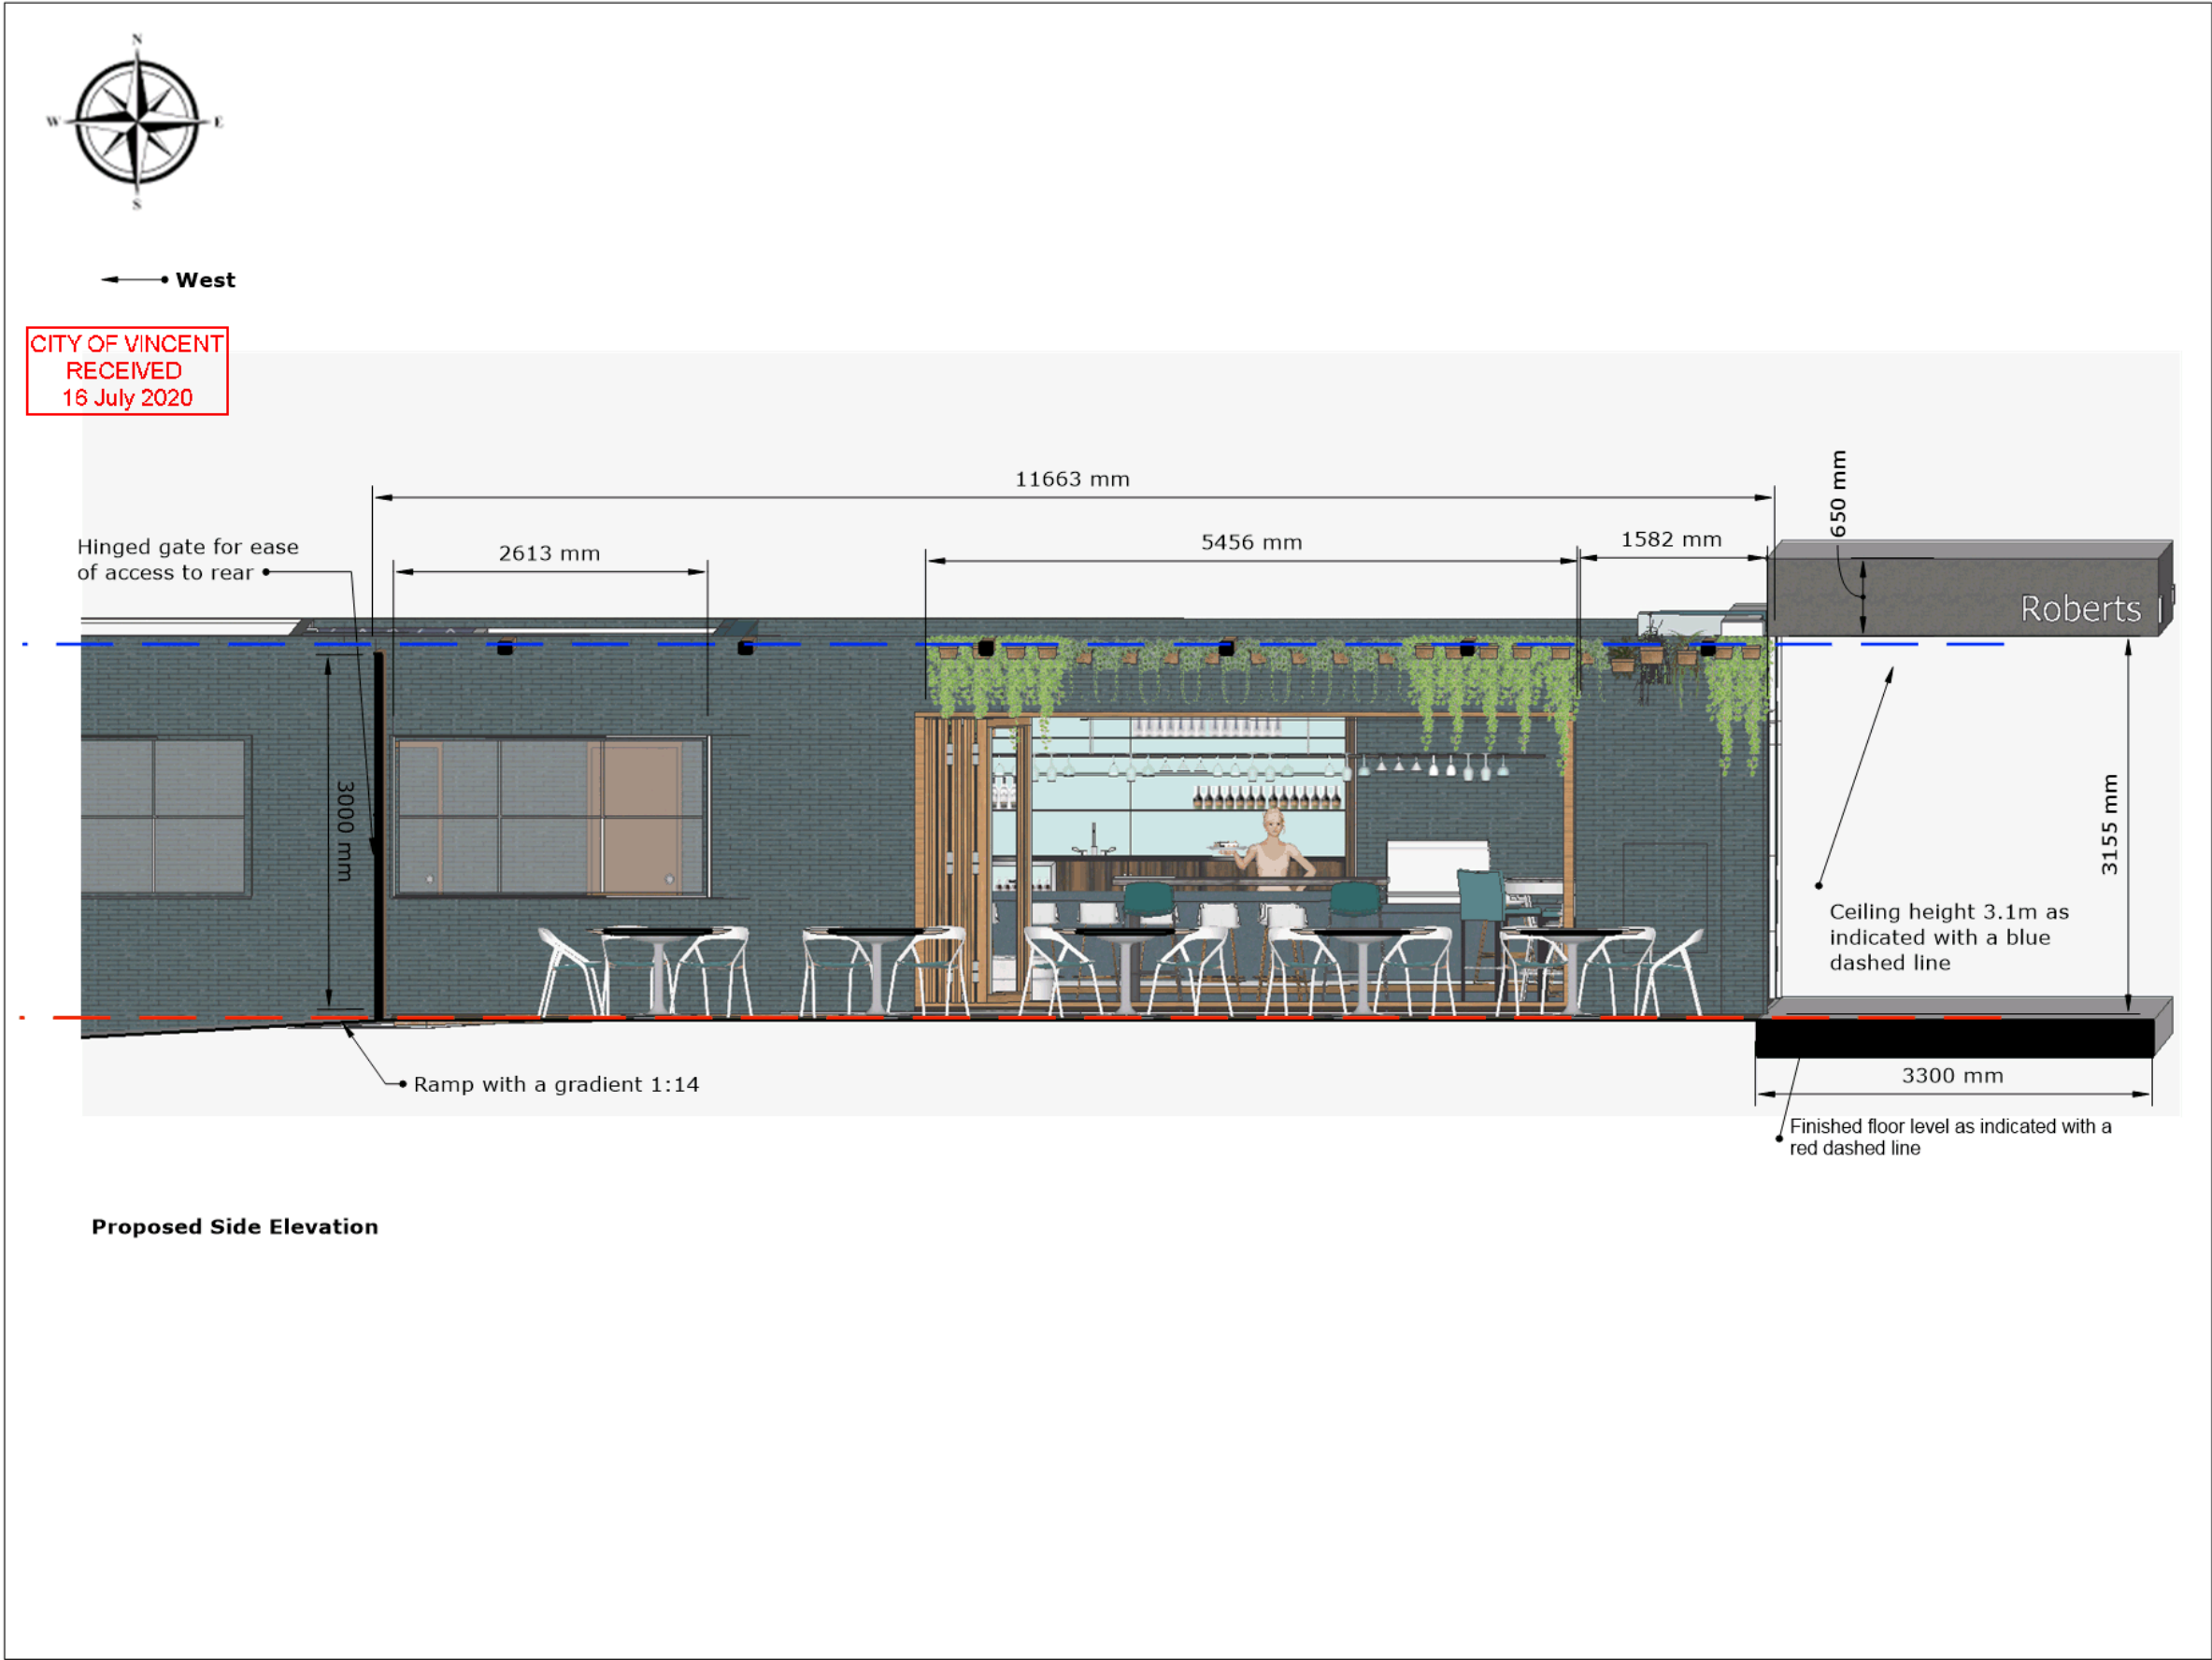 N
W
E
S
West
CITY OF VINCENT
RECEIVED
16 July 2020
11663 mm
650 mm
Hinged gate for ease
of access to rear
2613 mm
5456 mm
1582 mm
Roberts
3000 mm
3155 mm
Ceiling height 3.1m as
indicated with a blue
dashed line
Ramp with a gradient 1:14
3300 mm
Finished floor level as indicated with a
red dashed line
Proposed Side Elevation